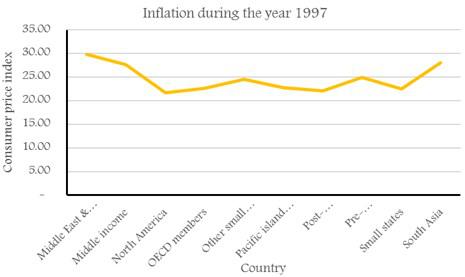 Inflation during the year 1997
Consumer price index
35.00
30.00
25.00
20.00
15.00
10.00
5.00
-
Middle East &...
Middle income
North America
OECD members
Other small...
Pacific island...
Post-...
Pre-...
Small states
South Asia
Country